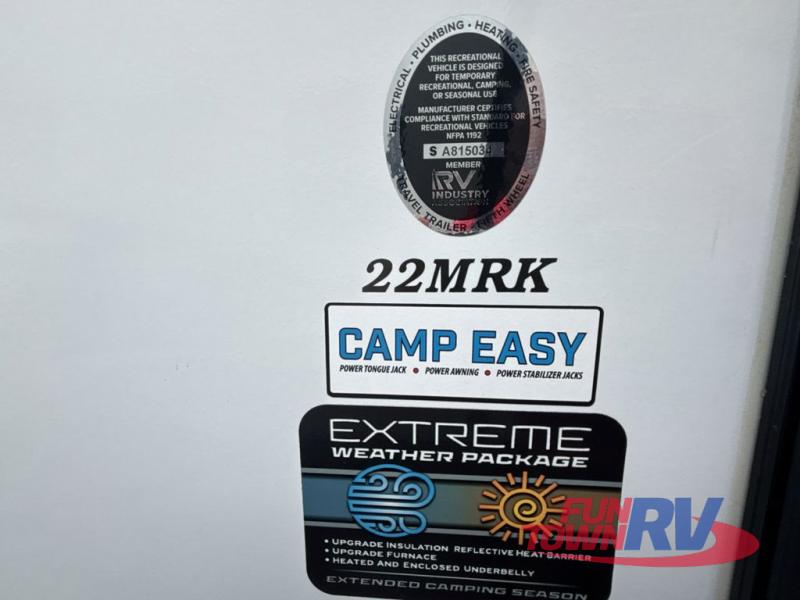 ELECTRICAL • PLUMBING • HEATING • FIRE SAFETY
THIS RECREATIONAL
VEHICLE IS DESIGNED
FOR TEMPORARY
RECREATIONAL, CAMPING,
OR SEASONAL USE
MANUFACTURER CERTIFIES
COMPLIANCE WITH STANDARD FOR
RECREATIONAL VEHICLES
NFPA 1192
S A815034
MEMBER
RV
INDUSTRY
ASSOCIATION
TRAVEL TRAILER • FIFTH WHEEL
22MRK
CAMP EASY
POWER TONGUE JACK • POWER AWNING • POWER STABILIZER JACKS
EXTREME
WEATHER PACKAGE
• UPGRADE INSULATION REFLECTIVE HEAT BARRIER
• UPGRADE FURNACE
• HEATED AND ENCLOSED UNDERBELLY
EXTENDED CAMPING SEASON
FUN
TOWN RV